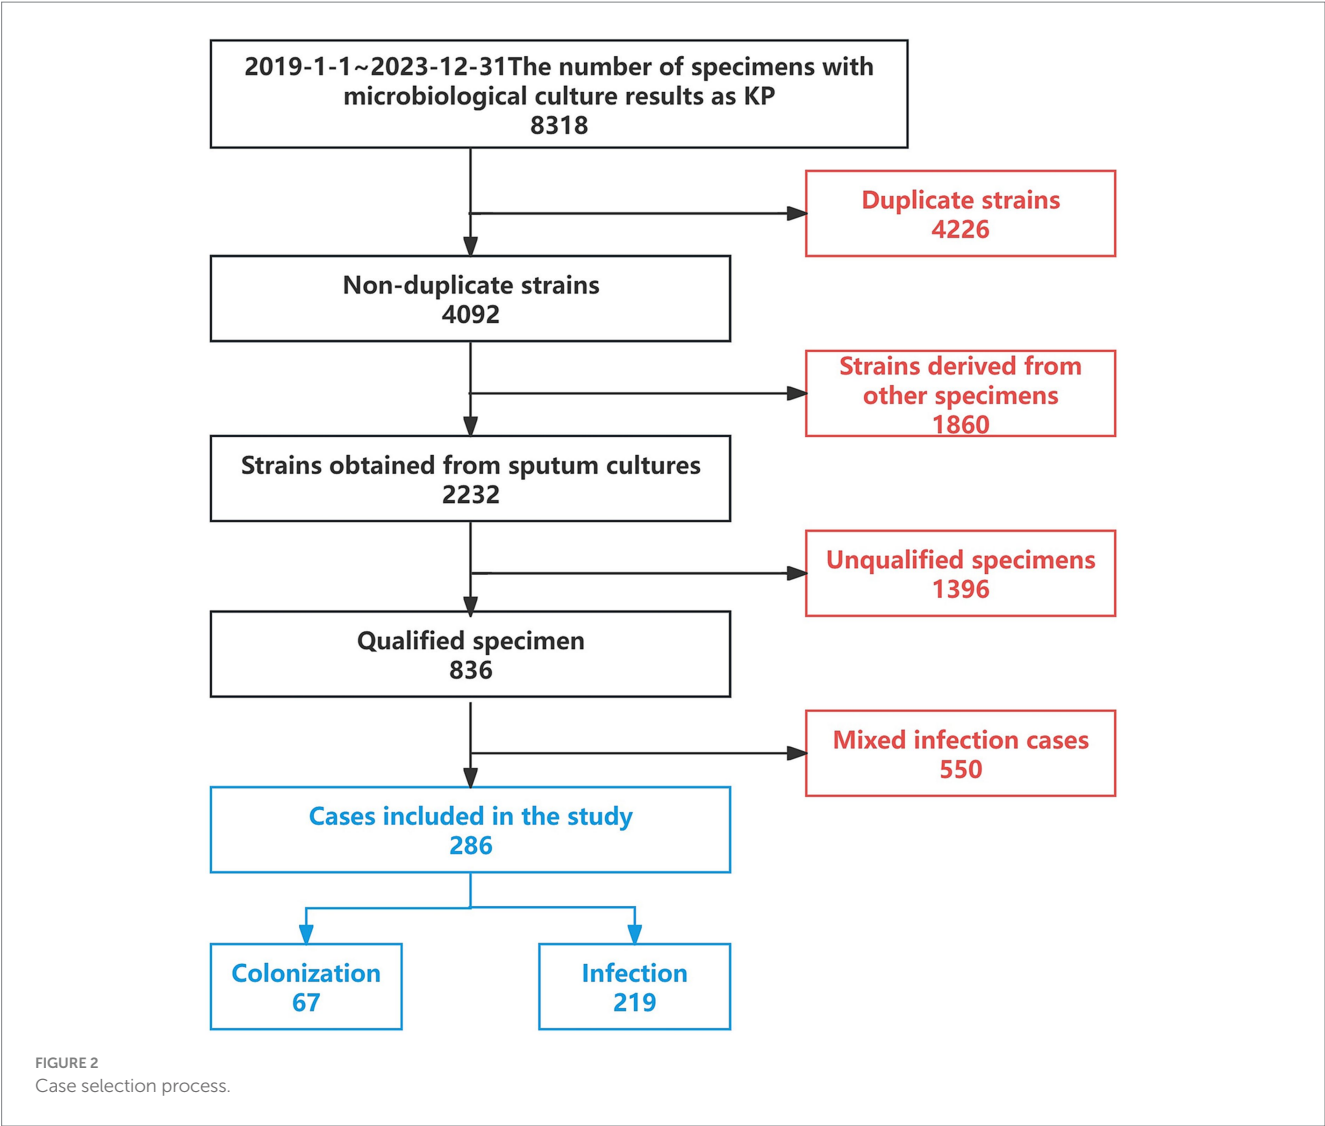 2019-1-1~2023-12-31The number of specimens with
microbiological culture results as KP
8318
Duplicate strains
4226
Non-duplicate strains
4092
Strains derived from
other specimens
1860
Strains obtained from sputum cultures
2232
Unqualified specimens
1396
Qualified specimen
836
Mixed infection cases
550
Cases included in the study
286
Colonization
67
Infection
219
FIGURE 2
Case selection process.